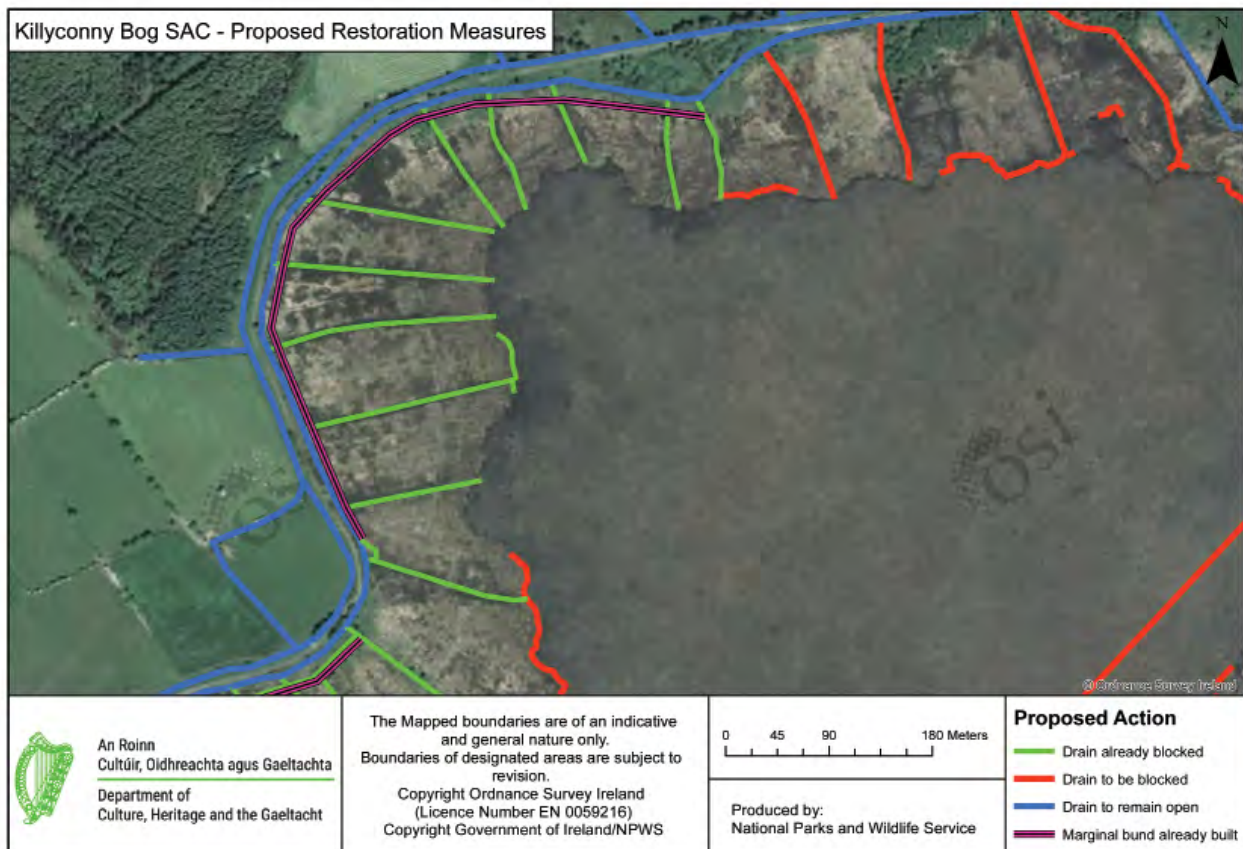 Killyconny Bog SAC - Proposed Restoration Measures
N
OSi
© Ordnance Survey Ireland
An Roinn
Cultúir, Oidhreachta agus Gaeltachta
Department of
Culture, Heritage and the Gaeltacht
The Mapped boundaries are of an indicative
and general nature only.
Boundaries of designated areas are subject to
revision.
Copyright Ordnance Survey Ireland
(Licence Number EN 0059216)
Copyright Government of Ireland/NPWS
0 45 90 180 Meters
Produced by:
National Parks and Wildlife Service
Proposed Action
Drain already blocked
Drain to be blocked
Drain to remain open
Marginal bund already built